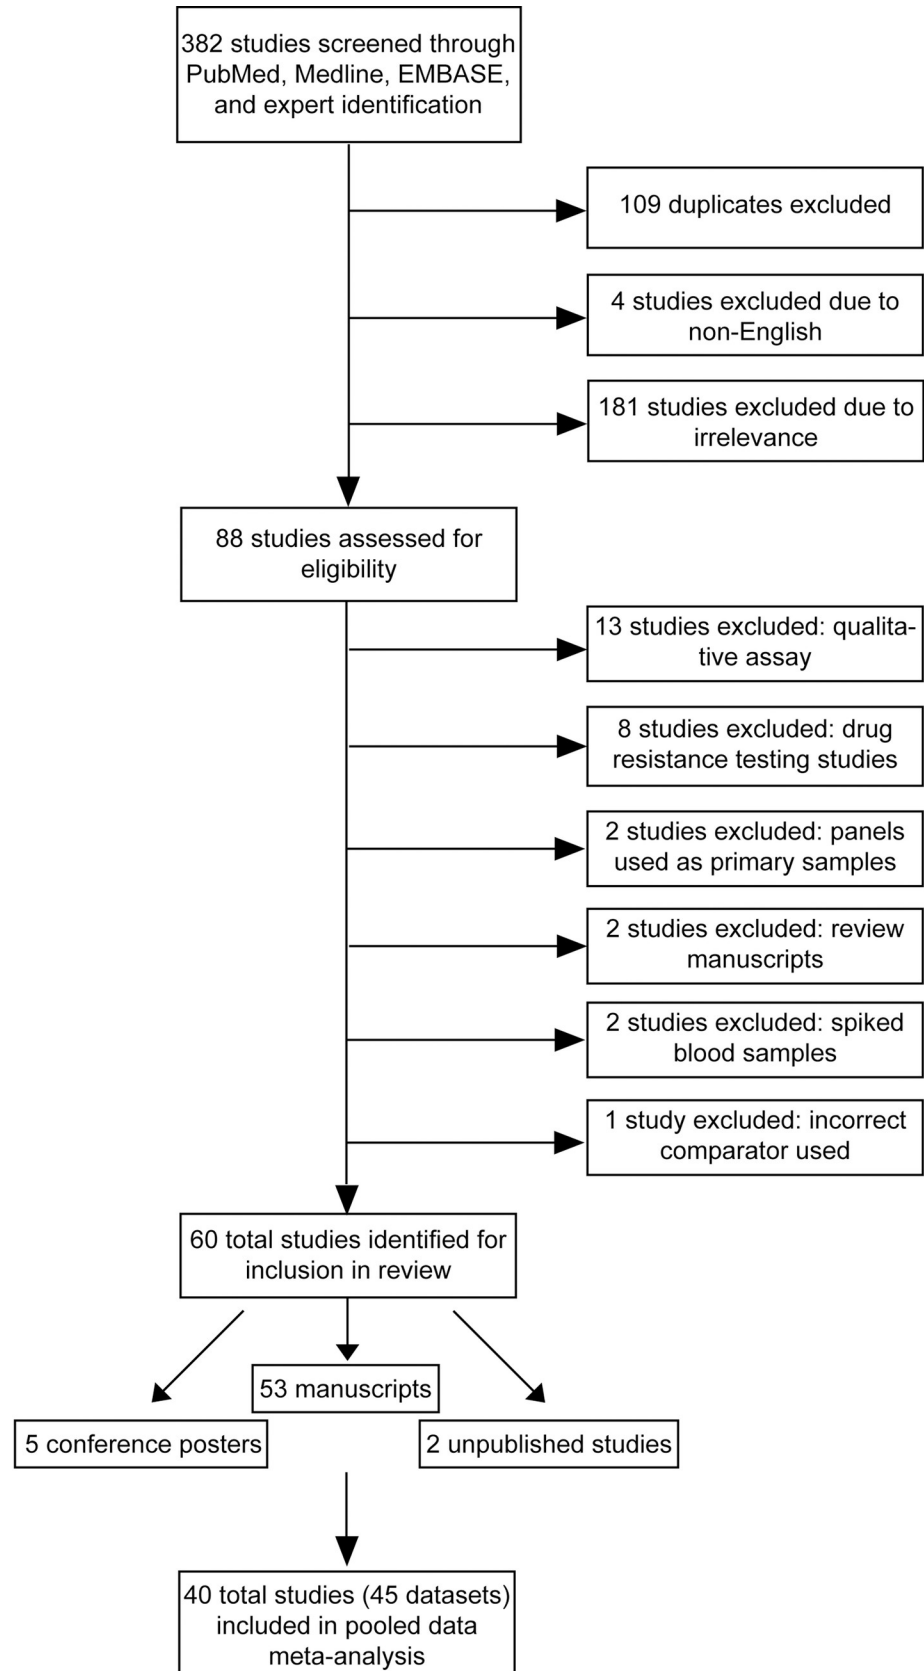 382 studies screened through
PubMed, Medline, EMBASE,
and expert identification
109 duplicates excluded
4 studies excluded due to
non-English
181 studies excluded due to
irrelevance
88 studies assessed for
eligibility
13 studies excluded: qualita-
tive assay
8 studies excluded: drug
resistance testing studies
2 studies excluded: panels
used as primary samples
2 studies excluded: review
manuscripts
2 studies excluded: spiked
blood samples
1 study excluded: incorrect
comparator used
60 total studies identified for
inclusion in review
53 manuscripts
5 conference posters
2 unpublished studies
40 total studies (45 datasets)
included in pooled data
meta-analysis